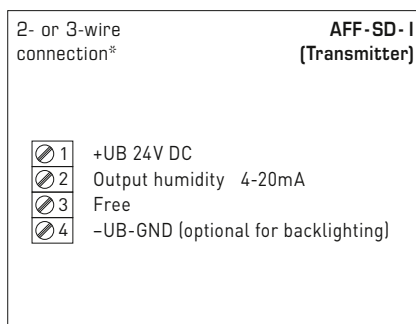 2- or 3-wire
connection*
AFF-SD-I
(Transmitter)
1 +UB 24V DC
2 Output humidity 4-20mA
3 Free
4 –UB-GND (optional for backlighting)